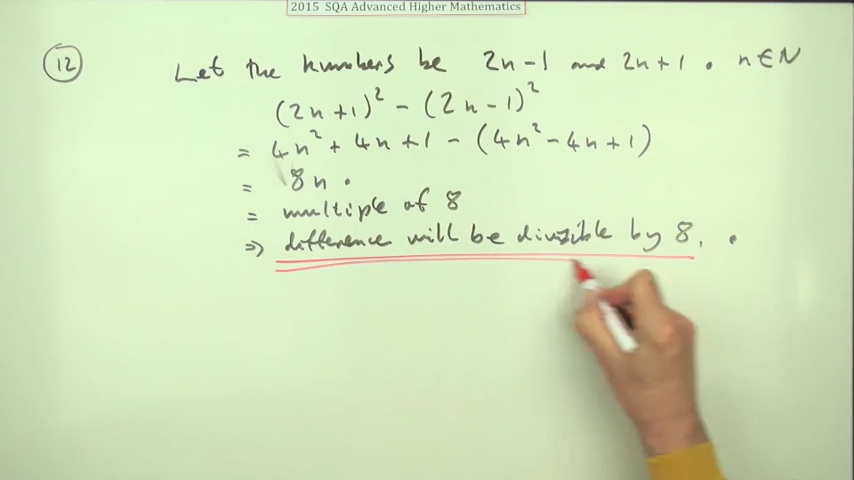 2015 SQA Advanced Higher Mathematics
12 Let the numbers be 2n-1 and 2n+1 . n∈N
(2n+1)² - (2n-1)²
= 4n² + 4n + 1 - (4n² - 4n + 1)
= 8n .
= multiple of 8
⇒ difference will be divisible by 8. .